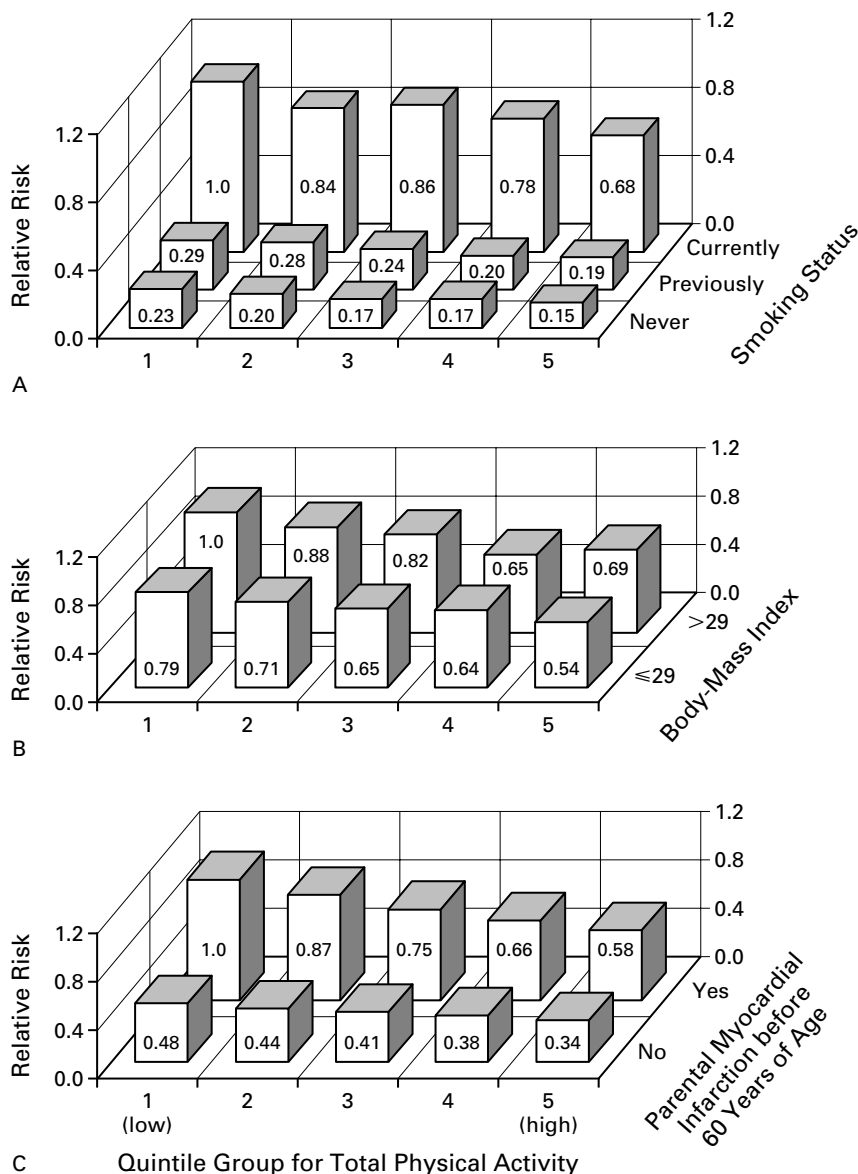 1.2
0.8
0.4
0.0
Relative Risk
1.2
0.8
0.4
0.0
1.0 0.84 0.86 0.78 0.68
0.29 0.28 0.24 0.20 0.19
0.23 0.20 0.17 0.17 0.15
Currently
Previously
Never
Smoking Status
1 2 3 4 5
A
1.2
0.8
0.4
0.0
Relative Risk
1.2
0.8
0.4
0.0
1.0 0.88 0.82 0.65 0.69
0.79 0.71 0.65 0.64 0.54
>29
≤29
Body-Mass Index
1 2 3 4 5
B
1.2
0.8
0.4
0.0
Relative Risk
1.2
0.8
0.4
0.0
1.0 0.87 0.75 0.66 0.58
0.48 0.44 0.41 0.38 0.34
Yes
No
Parental Myocardial
Infarction before
60 Years of Age
1 2 3 4 5
(low) (high)
C Quintile Group for Total Physical Activity